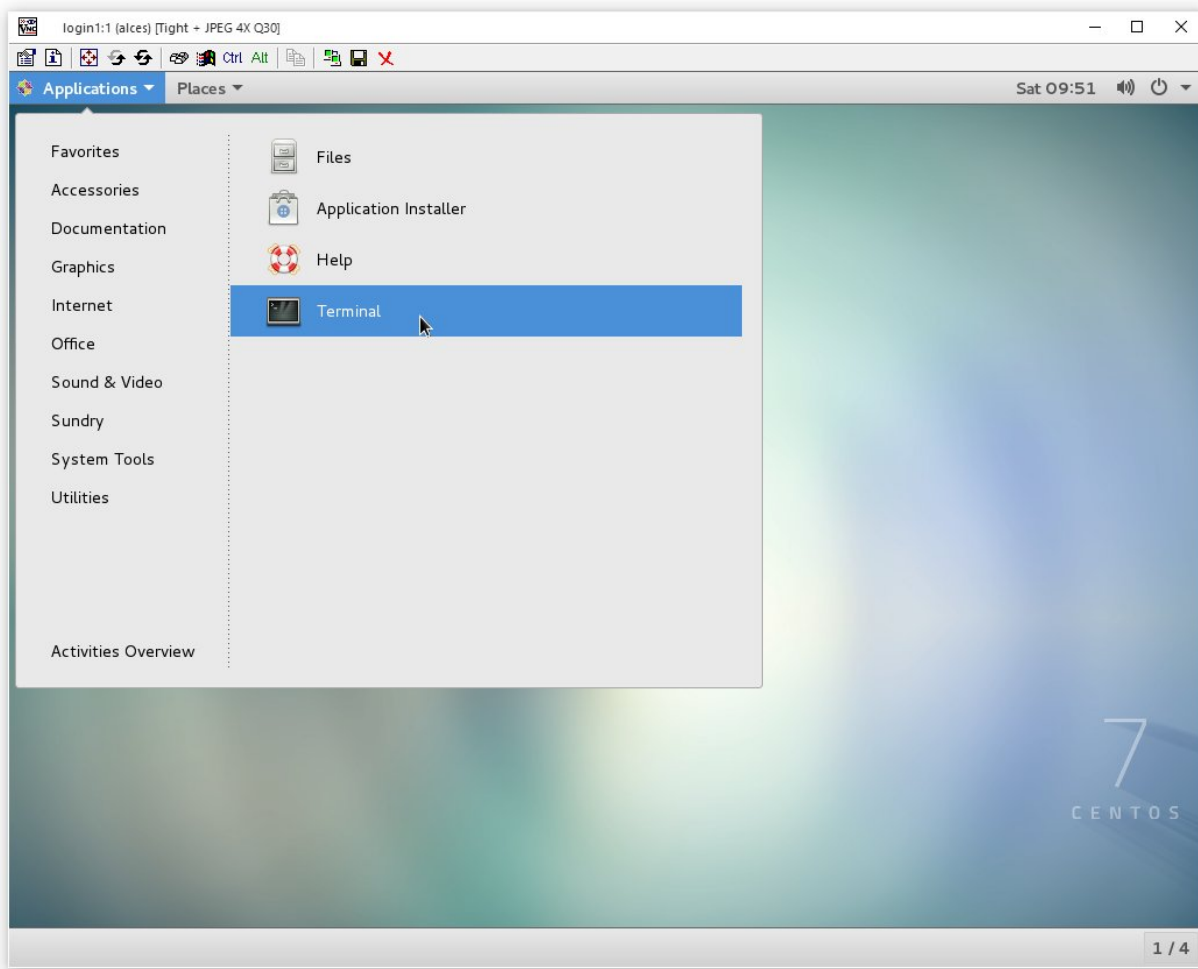 login1:1 (alces) [Tight + JPEG 4X Q30]
Ctrl Alt
Applications Places Sat 09:51
Favorites
Accessories
Documentation
Graphics
Internet
Office
Sound & Video
Sundry
System Tools
Utilities
Activities Overview
Files
Application Installer
Help
Terminal
7
CENTOS
1 / 4